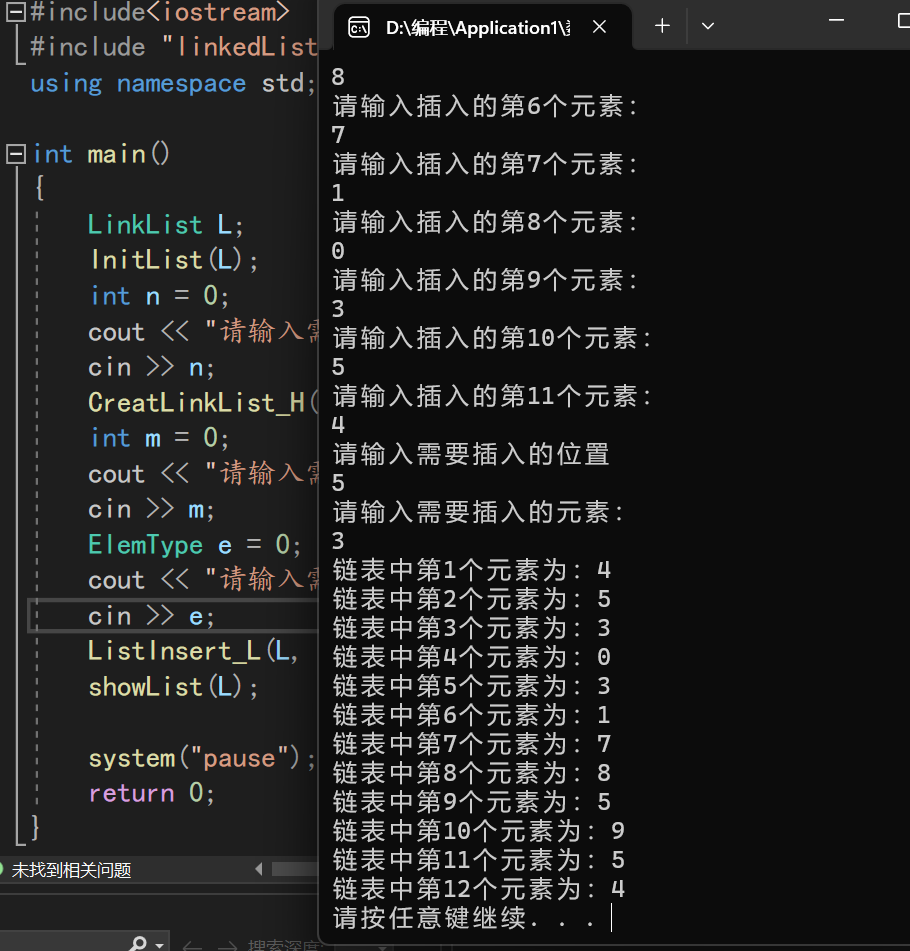 #include<iostream>
#include "linkedList
using namespace std;
int main()
{
LinkList L;
InitList(L);
int n = 0;
cout << "请输入
cin >> n;
CreatLinkList_H(
int m = 0;
cout << "请输入
cin >> m;
ElemType e = 0;
cout << "请输入
cin >> e;
ListInsert_L(L,
showList(L);
system("pause");
return 0;
}
未找到相关问题
搜索深度:
D:\编程\Application1\
8
请输入插入的第6个元素:
7
请输入插入的第7个元素:
1
请输入插入的第8个元素:
0
请输入插入的第9个元素:
3
请输入插入的第10个元素:
5
请输入插入的第11个元素:
4
请输入需要插入的位置
5
请输入需要插入的元素:
3
链表中第1个元素为: 4
链表中第2个元素为: 5
链表中第3个元素为: 3
链表中第4个元素为: 0
链表中第5个元素为: 3
链表中第6个元素为: 1
链表中第7个元素为: 7
链表中第8个元素为: 8
链表中第9个元素为: 5
链表中第10个元素为: 9
链表中第11个元素为: 5
链表中第12个元素为: 4
请按任意键继续. . .